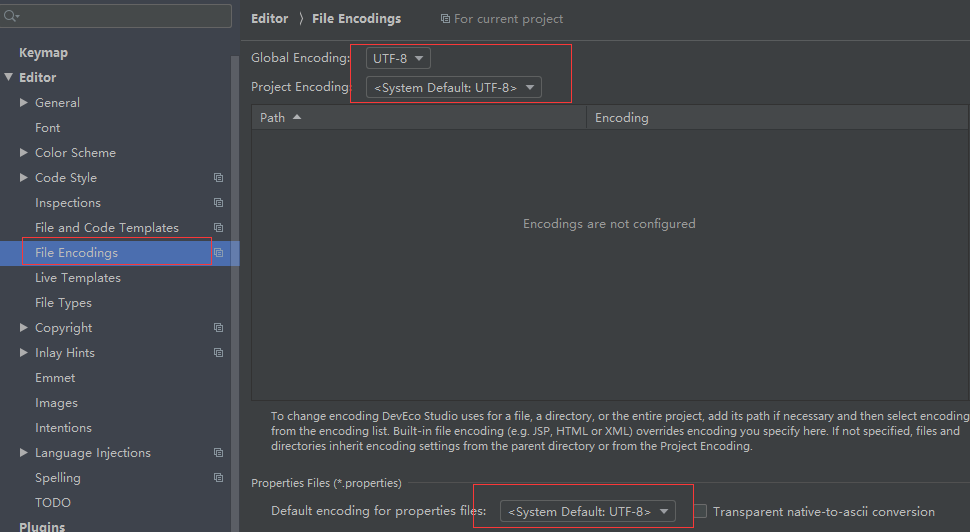 Keymap
Editor
General
Font
Color Scheme
Code Style
Inspections
File and Code Templates
File Encodings
Live Templates
File Types
Copyright
Inlay Hints
Emmet
Images
Intentions
Language Injections
Spelling
TODO
Plugins
Editor 〉 File Encodings For current project
Global Encoding: UTF-8
Project Encoding: <System Default: UTF-8>
Path Encoding
Encodings are not configured
To change encoding DevEco Studio uses for a file, a directory, or the entire project, add its path if necessary and then select encoding
from the encoding list. Built-in file encoding (e.g. JSP, HTML or XML) overrides encoding you specify here. If not specified, files and
directories inherit encoding settings from the parent directory or from the Project Encoding.
Properties Files (*.properties)
Default encoding for properties files: <System Default: UTF-8> Transparent native-to-ascii conversion